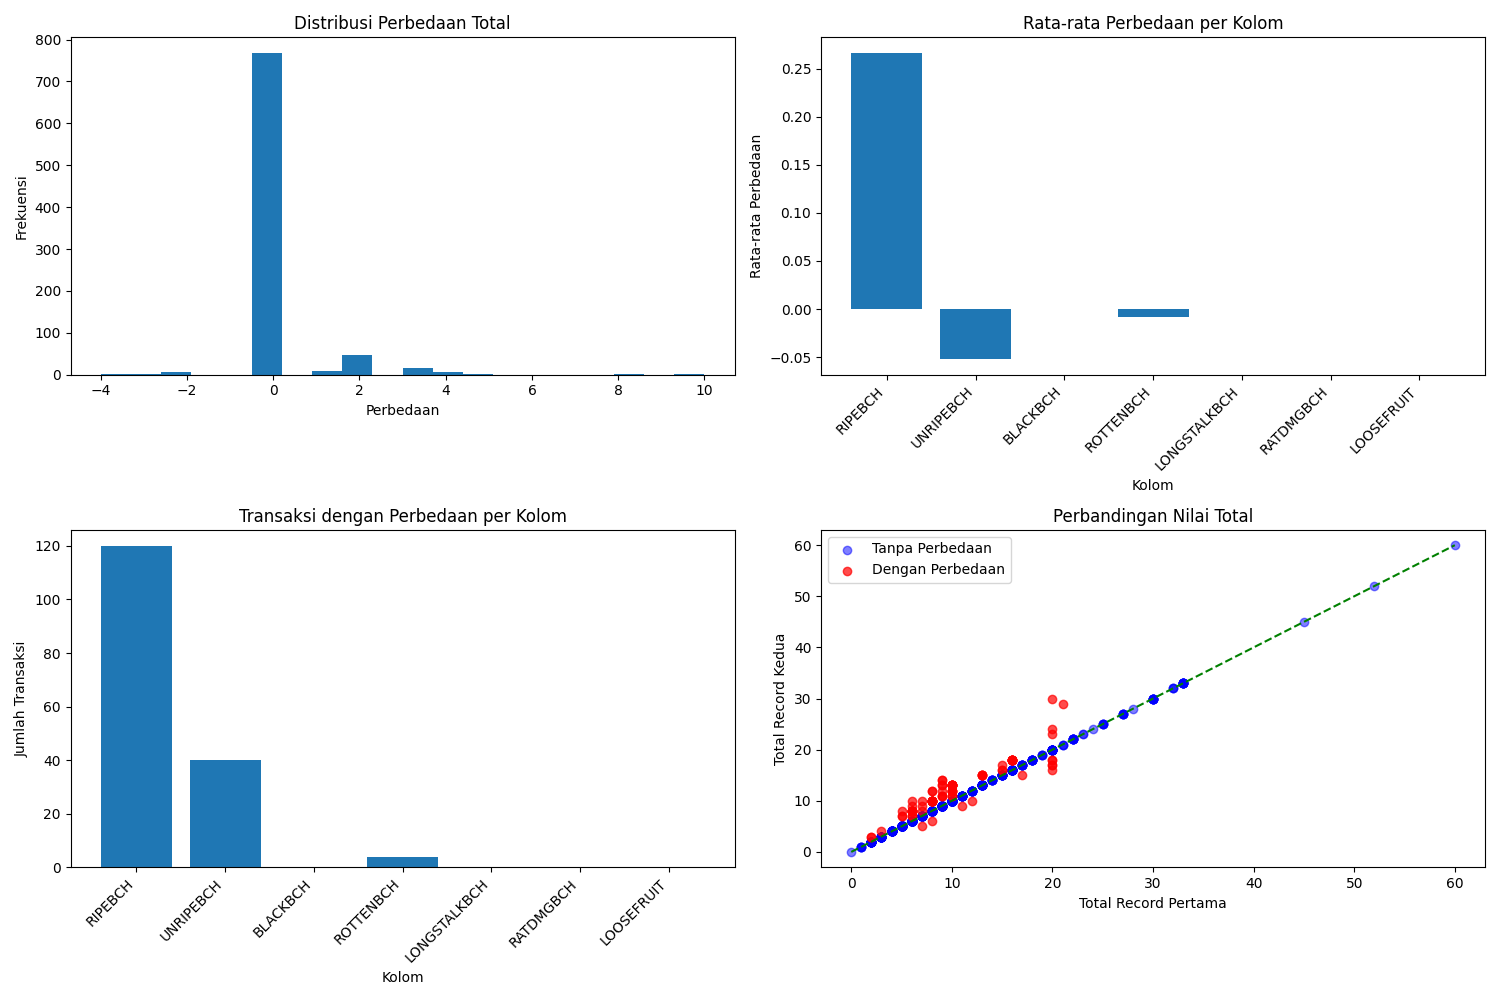 Distribusi Perbedaan Total
800
700
600
500
400
300
200
100
0
Frekuensi
−4 −2 0 2 4 6 8 10
Perbedaan
Rata-rata Perbedaan per Kolom
0.25
0.20
0.15
0.10
0.05
0.00
−0.05
Rata-rata Perbedaan
RIPEBCH
UNRIPEBCH
BLACKBCH
ROTTENBCH
LONGSTALKBCH
RATDMGBCH
LOOSEFRUIT
Kolom
Transaksi dengan Perbedaan per Kolom
120
100
80
60
40
20
0
Jumlah Transaksi
RIPEBCH
UNRIPEBCH
BLACKBCH
ROTTENBCH
LONGSTALKBCH
RATDMGBCH
LOOSEFRUIT
Kolom
Perbandingan Nilai Total
Tanpa Perbedaan
Dengan Perbedaan
60
50
40
30
20
10
0
Total Record Kedua
0 10 20 30 40 50 60
Total Record Pertama